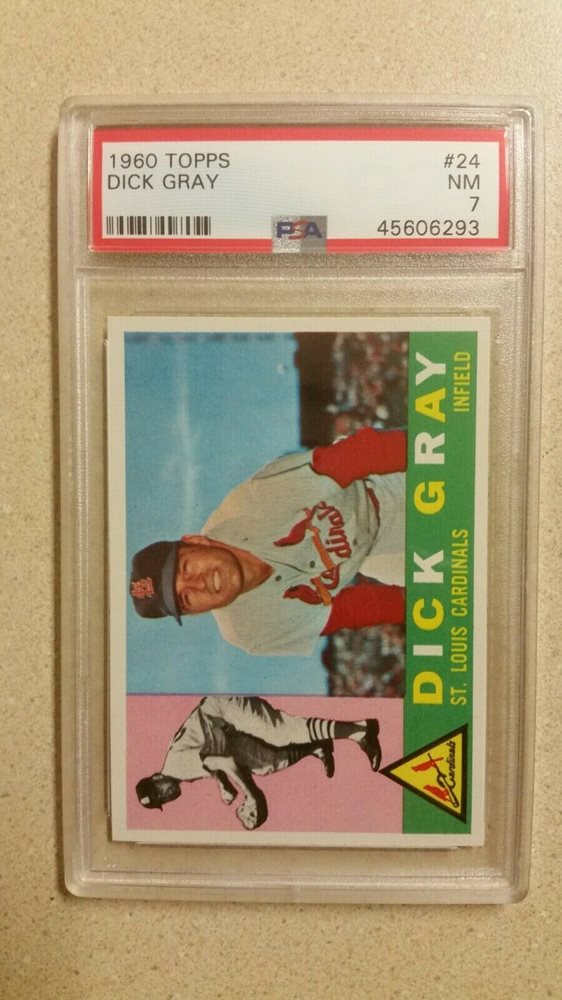 1960 TOPPS #24
DICK GRAY NM
7
PSA 45606293
DICK GRAY
ST. LOUIS CARDINALS INFIELD
Cardinals
Cardinals